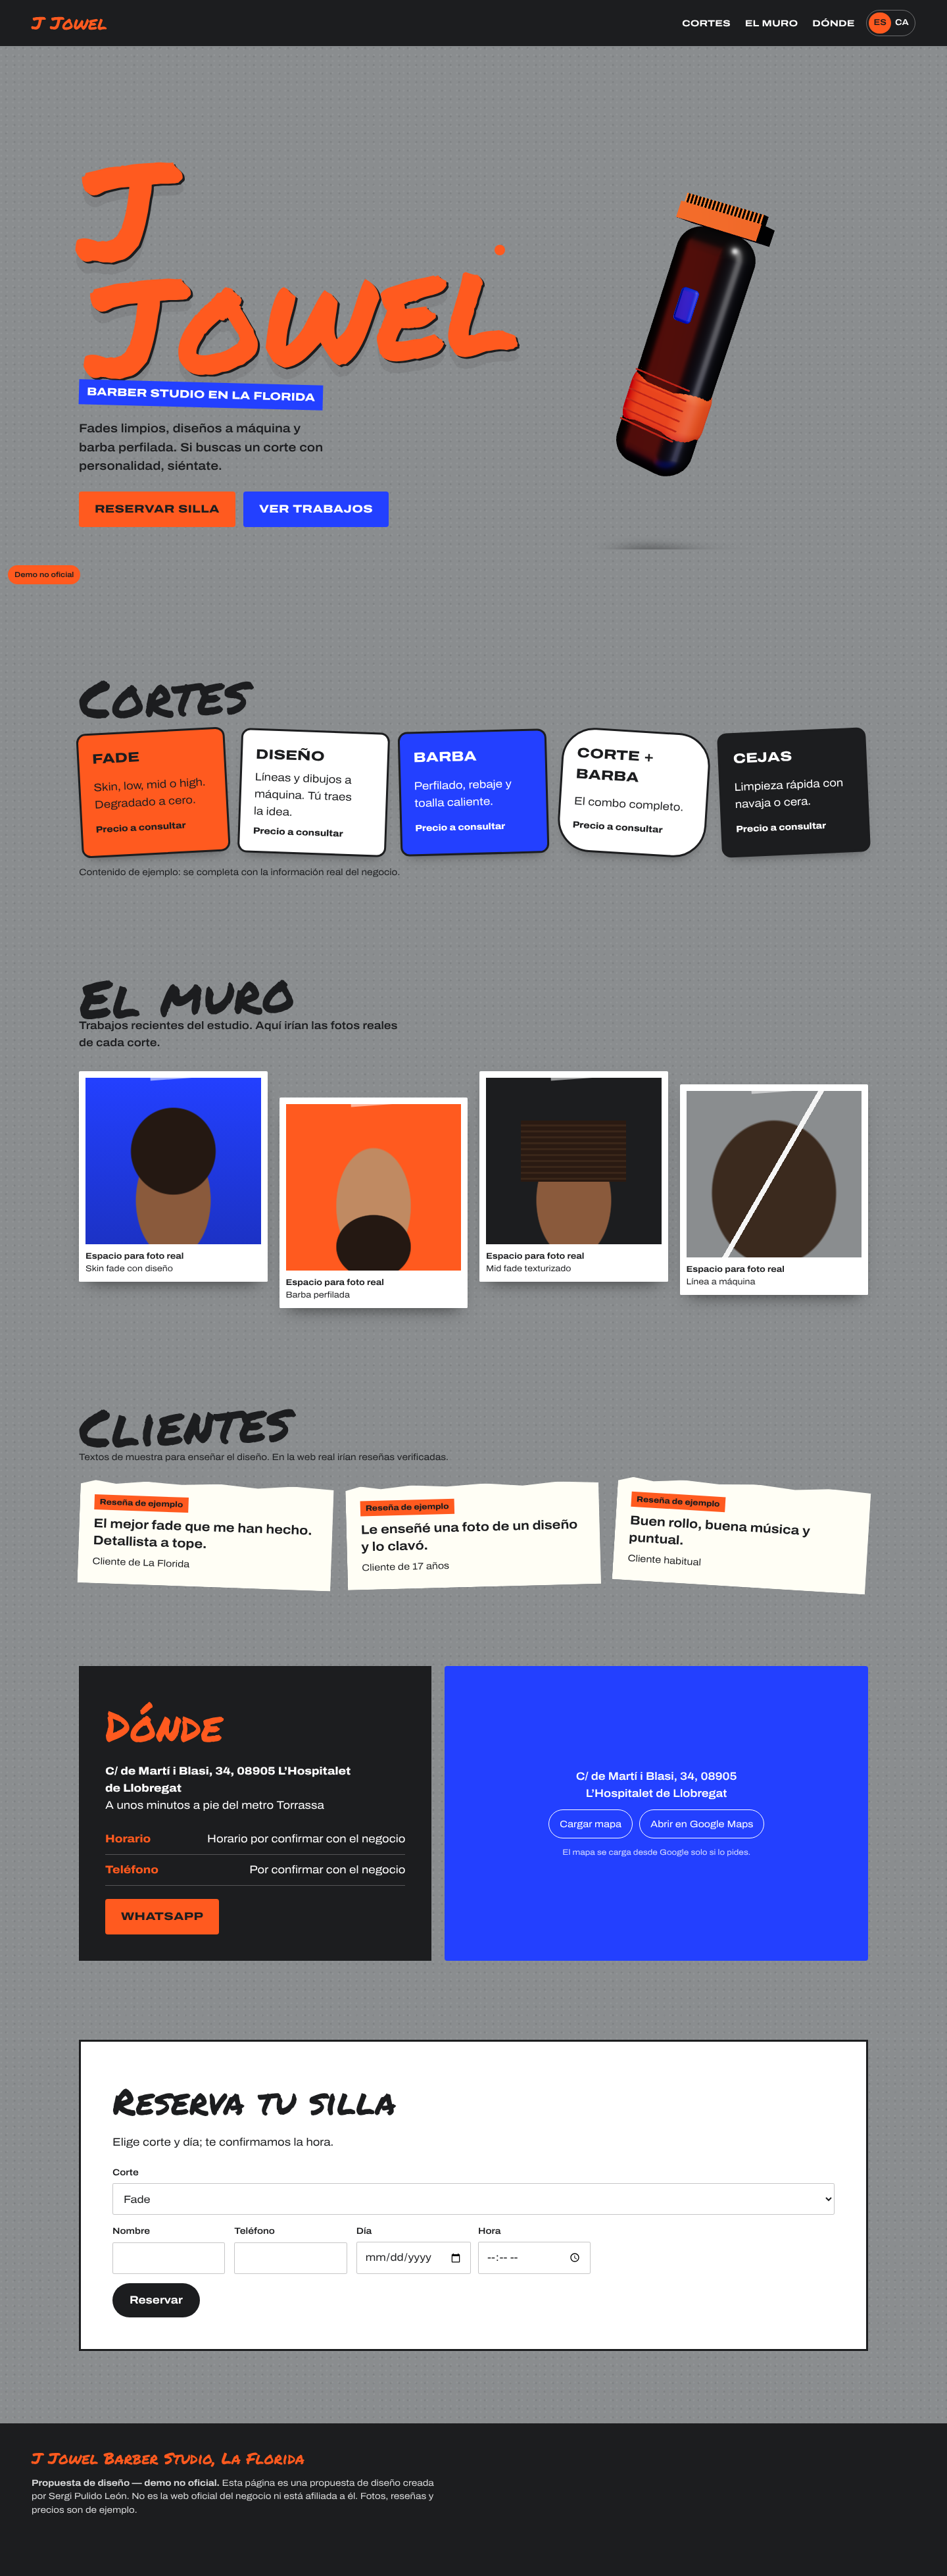 J Jowel
CORTES EL MURO DÓNDE ES CA
J
Jowel
BARBER STUDIO EN LA FLORIDA
Fades limpios, diseños a máquina y
barba perfilada. Si buscas un corte con
personalidad, siéntate.
RESERVAR SILLA VER TRABAJOS
Demo no oficial
Cortes
FADE
Skin, low, mid o high.
Degradado a cero.
Precio a consultar
DISEÑO
Líneas y dibujos a
máquina. Tú traes
la idea.
Precio a consultar
BARBA
Perfilado, rebaje y
toalla caliente.
Precio a consultar
CORTE +
BARBA
El combo completo.
Precio a consultar
CEJAS
Limpieza rápida con
navaja o cera.
Precio a consultar
Contenido de ejemplo: se completa con la información real del negocio.
El muro
Trabajos recientes del estudio. Aquí irían las fotos reales
de cada corte.
Espacio para foto real
Skin fade con diseño
Espacio para foto real
Barba perfilada
Espacio para foto real
Mid fade texturizado
Espacio para foto real
Línea a máquina
Clientes
Textos de muestra para enseñar el diseño. En la web real irían reseñas verificadas.
Reseña de ejemplo
El mejor fade que me han hecho.
Detallista a tope.
Cliente de La Florida
Reseña de ejemplo
Le enseñé una foto de un diseño
y lo clavó.
Cliente de 17 años
Reseña de ejemplo
Buen rollo, buena música y
puntual.
Cliente habitual
Dónde
C/ de Martí i Blasi, 34, 08905 L'Hospitalet
de Llobregat
A unos minutos a pie del metro Torrassa
Horario Horario por confirmar con el negocio
Teléfono Por confirmar con el negocio
WHATSAPP
C/ de Martí i Blasi, 34, 08905
L'Hospitalet de Llobregat
Cargar mapa Abrir en Google Maps
El mapa se carga desde Google solo si lo pides.
Reserva tu silla
Elige corte y día; te confirmamos la hora.
Corte
Fade
Nombre Teléfono Día Hora
mm/dd/yyyy --:-- --
Reservar
J Jowel Barber Studio, La Florida
Propuesta de diseño — demo no oficial. Esta página es una propuesta de diseño creada
por Sergi Pulido León. No es la web oficial del negocio ni está afiliada a él. Fotos, reseñas y
precios son de ejemplo.